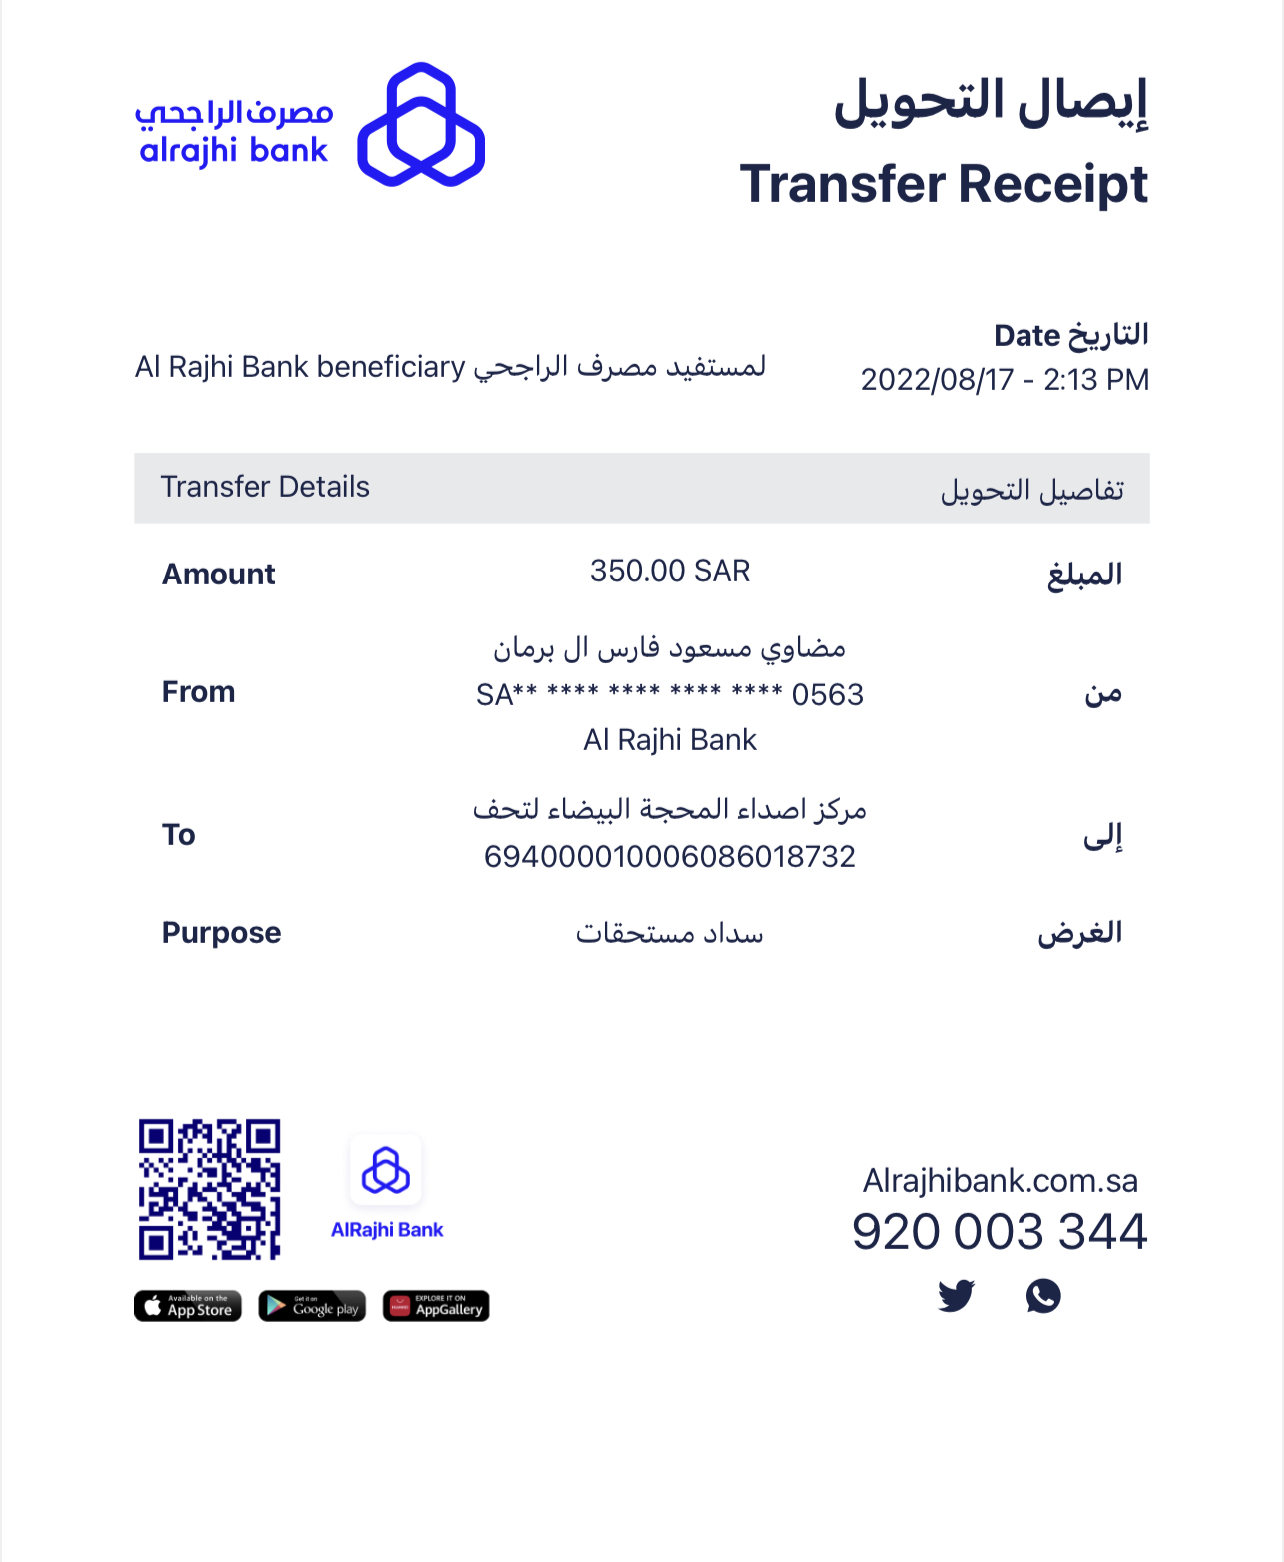 مصرف الراجحي
alrajhi bank
إيصال التحويل
Transfer Receipt
التاريخ Date
2022/08/17 - 2:13 PM
Al Rajhi Bank beneficiary لمستفيد مصرف الراجحي
Transfer Details تفاصيل التحويل
Amount 350.00 SAR المبلغ
مضاوي مسعود فارس ال برمان
From SA** **** **** **** **** 0563 من
Al Rajhi Bank
مركز اصداء المحجة البيضاء لتحف
To إلى
694000010006086018732
Purpose سداد مستحقات الغرض
AlRajhi Bank
Available on the
App Store
Get it on
Google play
EXPLORE IT ON
AppGallery
HUAWEI
Alrajhibank.com.sa
920 003 344